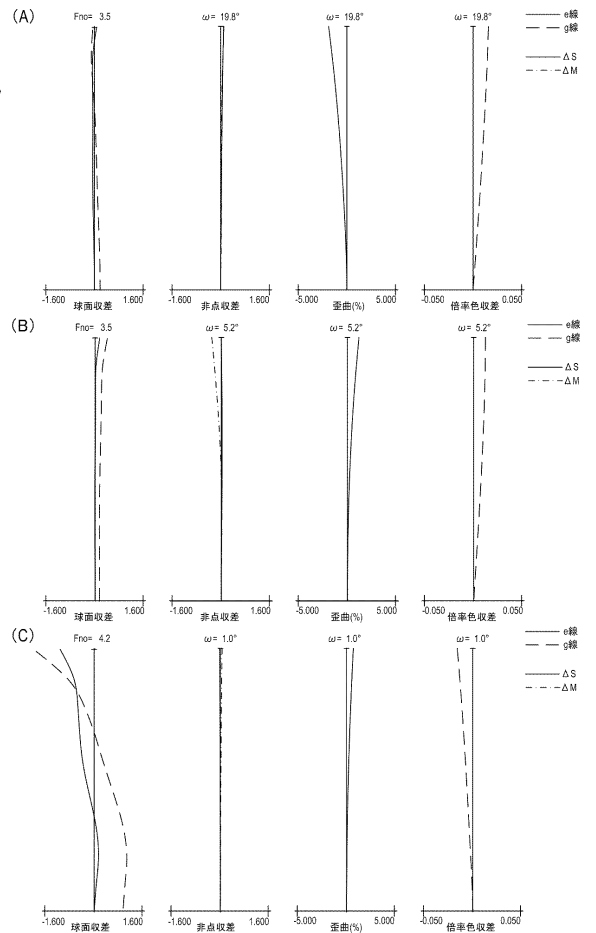 (A)
Fno= 3.5
ω= 19.8°
ω= 19.8°
ω= 19.8°
e線
g線
ΔS
ΔM
-1.600 1.600
球面収差
-1.600 1.600
非点収差
-5.000 5.000
歪曲(%)
-0.050 0.050
倍率色収差
(B)
Fno= 3.5
ω= 5.2°
ω= 5.2°
ω= 5.2°
e線
g線
ΔS
ΔM
-1.600 1.600
球面収差
-1.600 1.600
非点収差
-5.000 5.000
歪曲(%)
-0.050 0.050
倍率色収差
(C)
Fno= 4.2
ω= 1.0°
ω= 1.0°
ω= 1.0°
e線
g線
ΔS
ΔM
-1.600 1.600
球面収差
-1.600 1.600
非点収差
-5.000 5.000
歪曲(%)
-0.050 0.050
倍率色収差